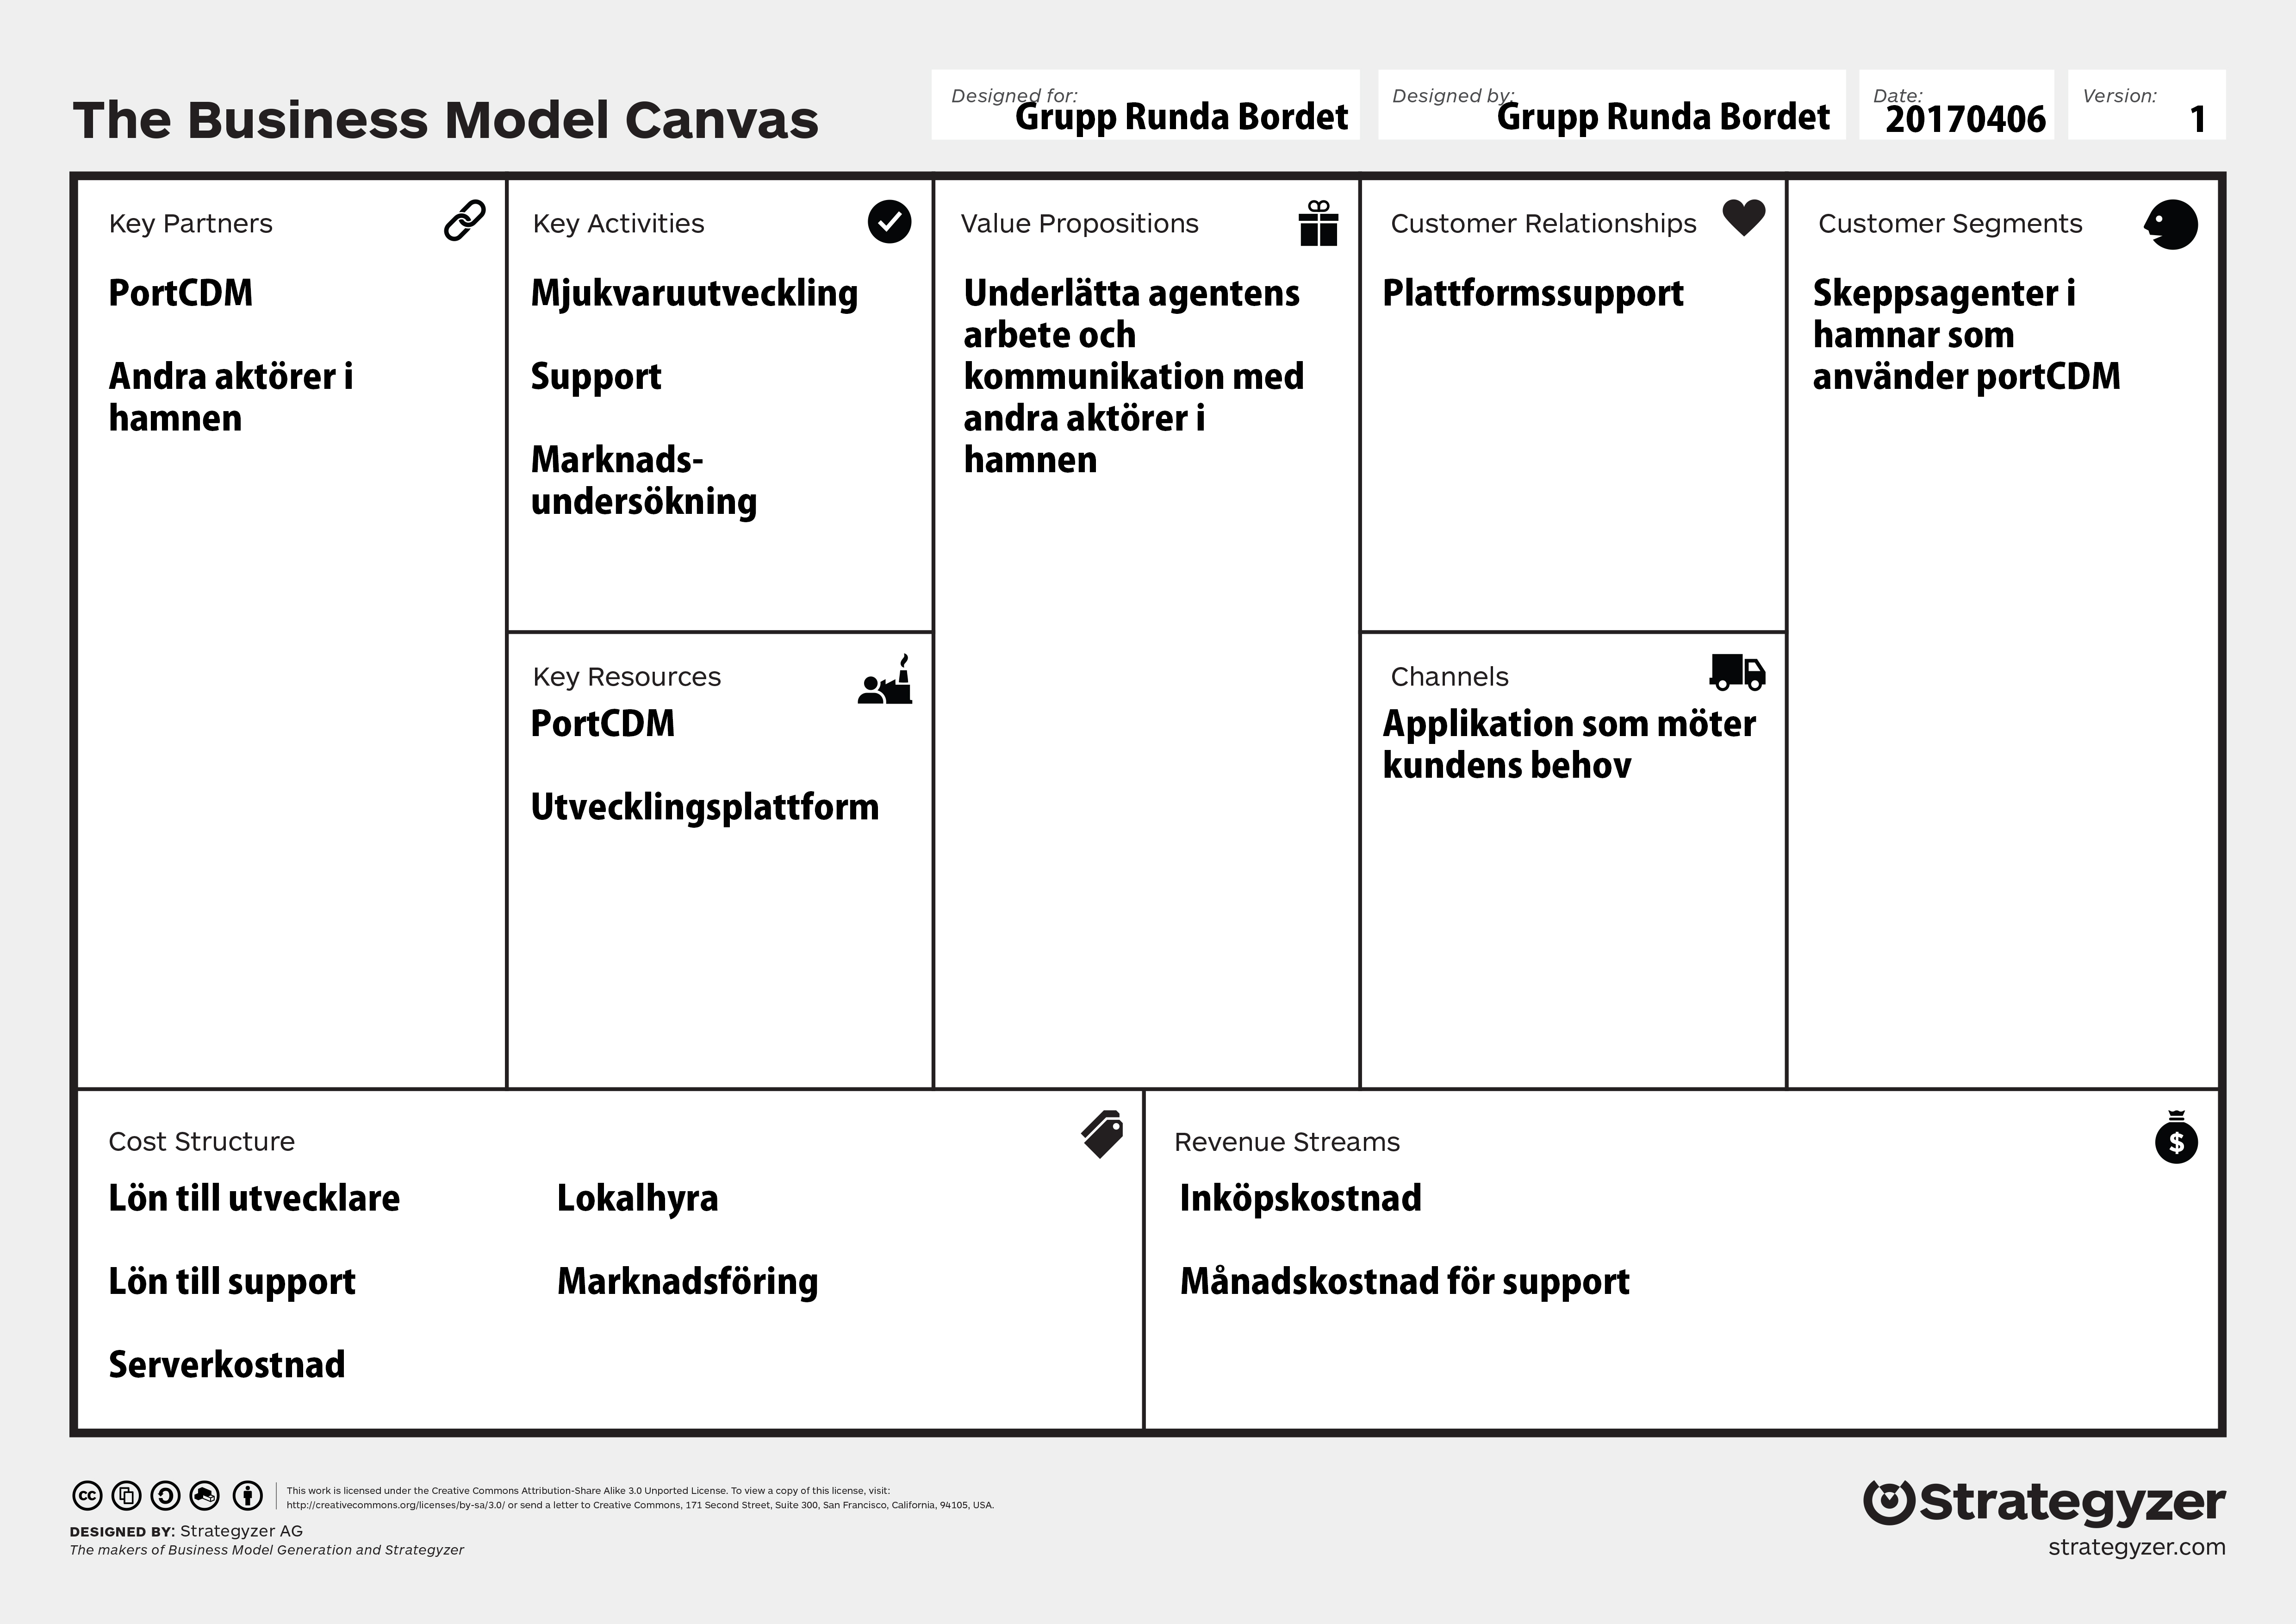 The Business Model Canvas
Designed for:
Grupp Runda Bordet
Designed by:
Grupp Runda Bordet
Date:
20170406
Version:
1
Key Partners
PortCDM
Andra aktörer i
hamnen
Key Activities
Mjukvaruutveckling
Support
Marknads-
undersökning
Key Resources
PortCDM
Utvecklingsplattform
Value Propositions
Underlätta agentens
arbete och
kommunikation med
andra aktörer i
hamnen
Customer Relationships
Plattformssupport
Channels
Applikation som möter
kundens behov
Customer Segments
Skeppsagenter i
hamnar som
använder portCDM
Cost Structure
Lön till utvecklare
Lön till support
Serverkostnad
Lokalhyra
Marknadsföring
Revenue Streams
$
Inköpskostnad
Månadskostnad för support
cc
This work is licensed under the Creative Commons Attribution-Share Alike 3.0 Unported License. To view a copy of this license, visit:
http://creativecommons.org/licenses/by-sa/3.0/ or send a letter to Creative Commons, 171 Second Street, Suite 300, San Francisco, California, 94105, USA.
DESIGNED BY: Strategyzer AG
The makers of Business Model Generation and Strategyzer
Strategyzer
strategyzer.com